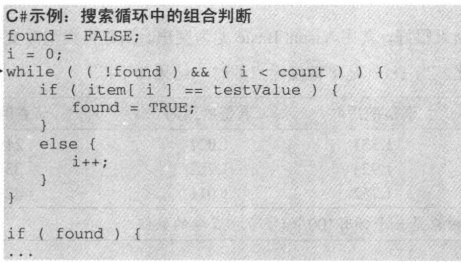 C#示例：搜索循环中的组合判断
found = FALSE;
i = 0;
while ( ( !found ) && ( i < count ) ) {
   if ( item[ i ] == testValue ) {
      found = TRUE;
   }
   else {
      i++;
   }
}

if ( found ) {
...